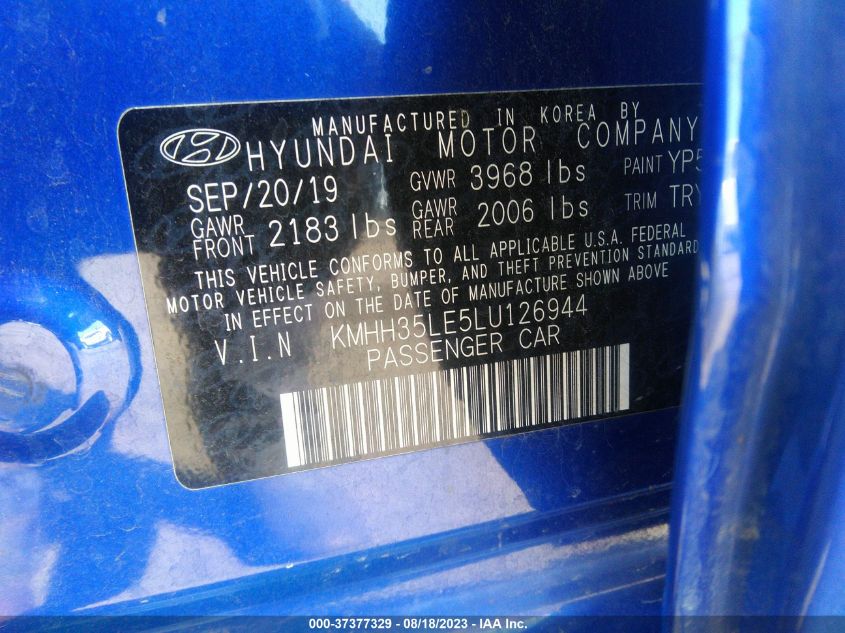 MANUFACTURED IN KOREA BY
HYUNDAI MOTOR COMPANY
SEP/20/19 GVWR 3968 lbs PAINT YP5
GAWR FRONT 2183 lbs GAWR REAR 2006 lbs TRIM TRY
THIS VEHICLE CONFORMS TO ALL APPLICABLE U.S.A. FEDERAL
MOTOR VEHICLE SAFETY, BUMPER, AND THEFT PREVENTION STANDARD
IN EFFECT ON THE DATE OF MANUFACTURE SHOWN ABOVE
V.I.N KMHH35LE5LU126944
PASSENGER CAR
000-37377329 - 08/18/2023 - IAA Inc.